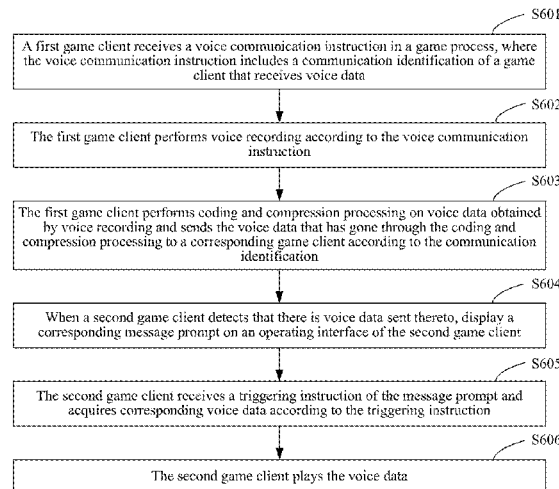 S601
A first game client receives a voice communication instruction in a game process, where
the voice communication instruction includes a communication identification of a game
client that receives voice data
S602
The first game client performs voice recording according to the voice communication
instruction
S603
The first game client performs coding and compression processing on voice data obtained
by voice recording and sends the voice data that has gone through the coding and
compression processing to a corresponding game client according to the communication
identification
S604
When a second game client detects that there is voice data sent thereto, display a
corresponding message prompt on an operating interface of the second game client
S605
The second game client receives a triggering instruction of the message prompt and
acquires corresponding voice data according to the triggering instruction
S606
The second game client plays the voice data